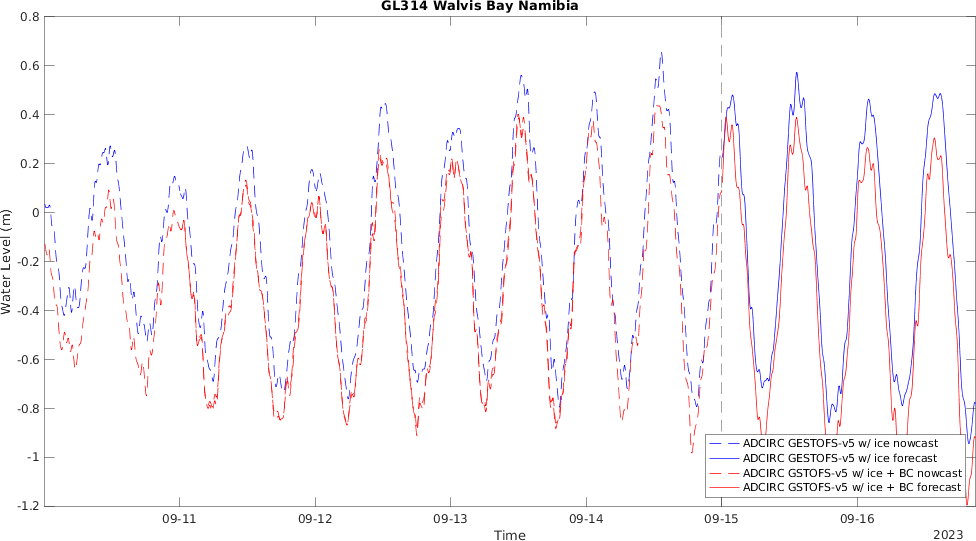 GL314 Walvis Bay Namibia
0.8
0.6
0.4
0.2
0
-0.2
-0.4
-0.6
-0.8
-1
-1.2
Water Level (m)
09-11
09-12
09-13
09-14
09-15
09-16
Time
2023
ADCIRC GESTOFS-v5 w/ ice nowcast
ADCIRC GESTOFS-v5 w/ ice forecast
ADCIRC GSTOFS-v5 w/ ice + BC nowcast
ADCIRC GSTOFS-v5 w/ ice + BC forecast